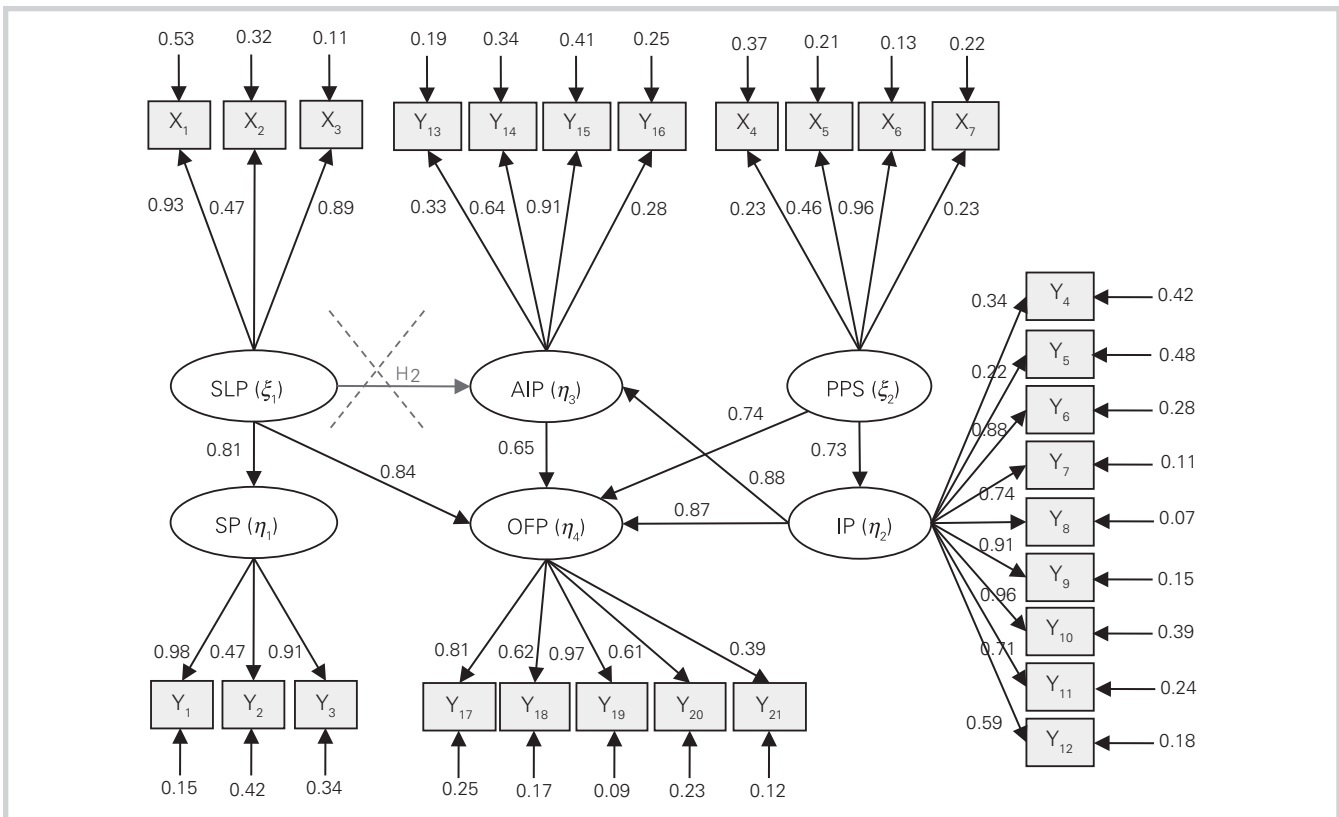 0.53 0.32 0.11 0.19 0.34 0.41 0.25 0.37 0.21 0.13 0.22
X₁ X₂ X₃ Y₁₃ Y₁₄ Y₁₅ Y₁₆ X₄ X₅ X₆ X₇
0.93 0.47 0.89 0.33 0.64 0.91 0.28 0.23 0.46 0.96 0.23
0.34 Y₄ 0.42
0.22 Y₅ 0.48
SLP (ξ₁) H2 AIP (η₃) PPS (ξ₂)
0.88 Y₆ 0.28
0.81 0.84 0.65 0.74 0.73
0.74 Y₇ 0.11
0.88
0.87
SP (η₁) OFP (η₄) IP (η₂)
Y₈ 0.07
0.91 Y₉ 0.15
0.96 Y₁₀ 0.39
0.98 0.47 0.91 0.81 0.62 0.97 0.61 0.39
0.71 Y₁₁ 0.24
Y₁ Y₂ Y₃ Y₁₇ Y₁₈ Y₁₉ Y₂₀ Y₂₁
0.59 Y₁₂ 0.18
0.15 0.42 0.34 0.25 0.17 0.09 0.23 0.12